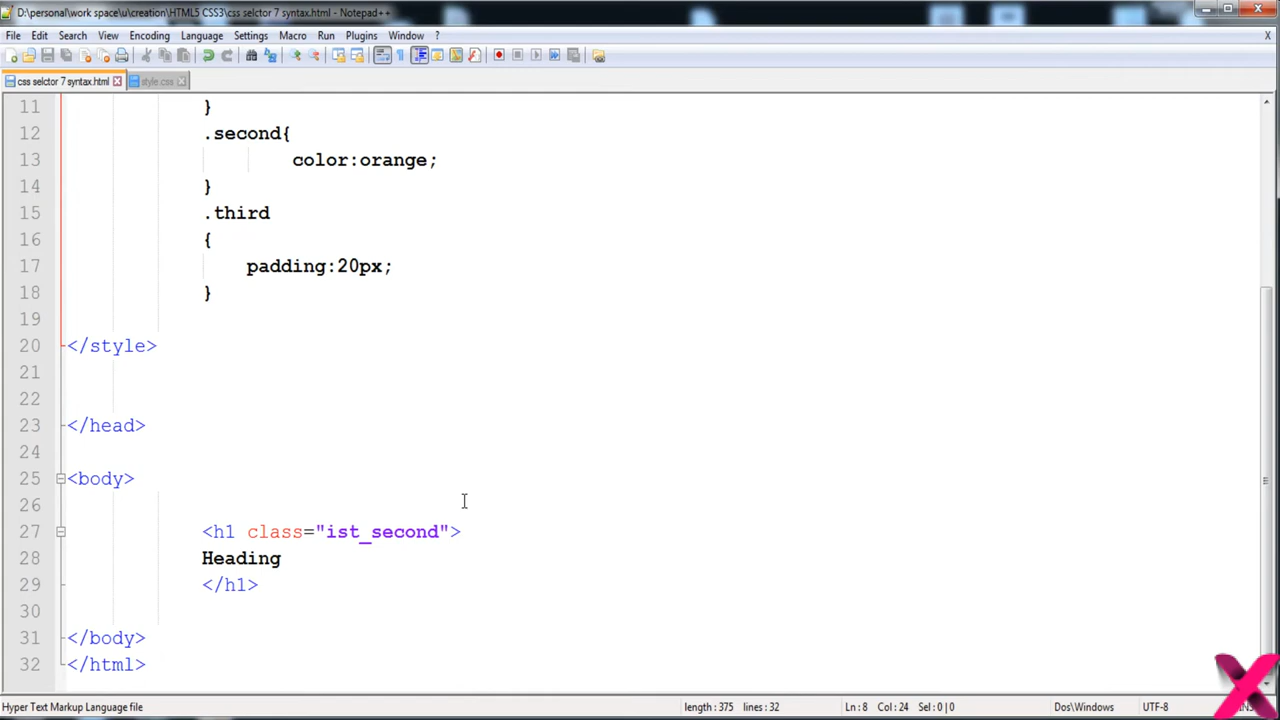 D:\personal\work space\u\creation\HTML5 CSS3\css selctor 7 syntax.html - Notepad++
File Edit Search View Encoding Language Settings Macro Run Plugins Window ? X
css selctor 7 syntax.html style.css
11 }
12 .second{
13 color:orange;
14 }
15 .third
16 {
17 padding:20px;
18 }
19
20 </style>
21
22
23 </head>
24
25 <body>
26
27 <h1 class="ist_second">
28 Heading
29 </h1>
30
31 </body>
32 </html>
Hyper Text Markup Language file length : 375 lines : 32 Ln : 8 Col : 24 Sel : 0 | 0 Dos\Windows UTF-8